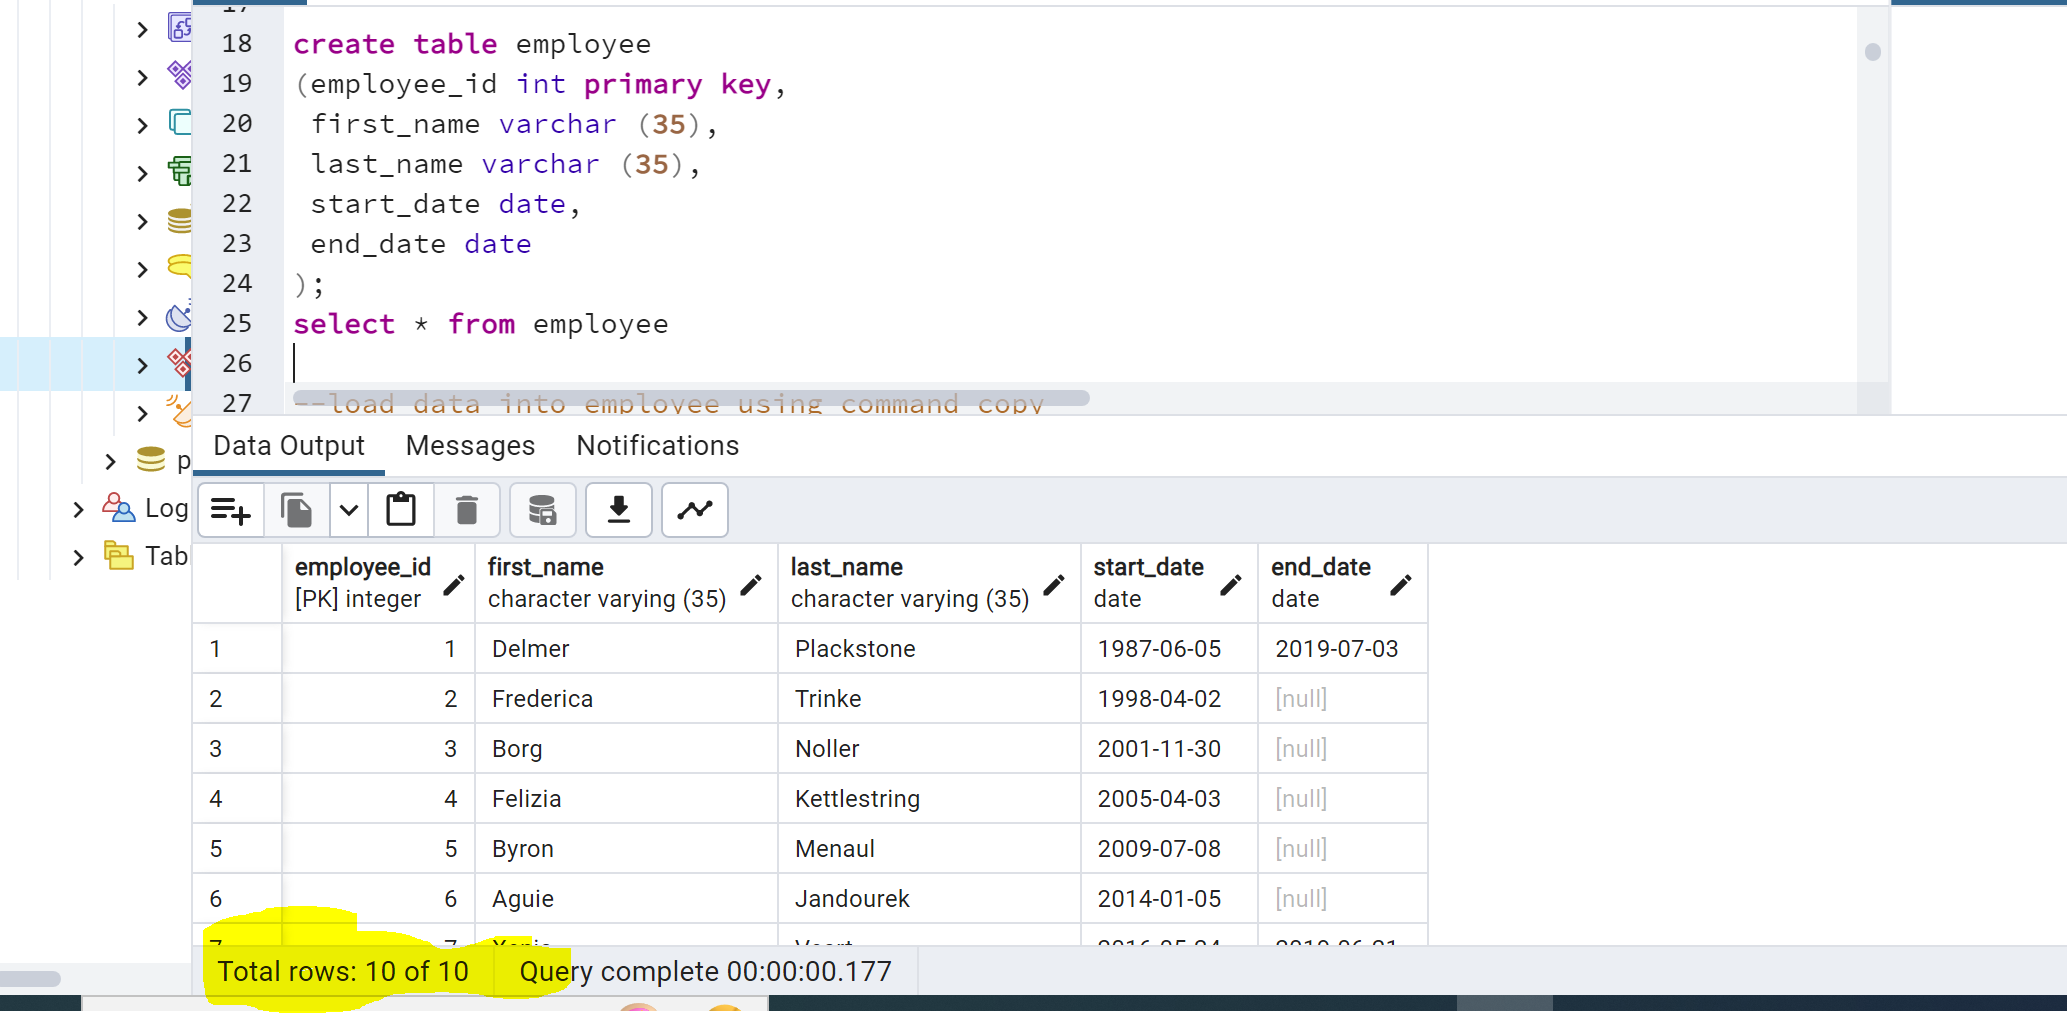 17
18 create table employee
19 (employee_id int primary key,
20 first_name varchar (35),
21 last_name varchar (35),
22 start_date date,
23 end_date date
24 );
25 select * from employee
26
27 --load data into employee using command copy
p
Log
Tab
Data Output Messages Notifications
employee_id [PK] integer first_name character varying (35) last_name character varying (35) start_date date end_date date
1 1 Delmer Plackstone 1987-06-05 2019-07-03
2 2 Frederica Trinke 1998-04-02 [null]
3 3 Borg Noller 2001-11-30 [null]
4 4 Felizia Kettlestring 2005-04-03 [null]
5 5 Byron Menaul 2009-07-08 [null]
6 6 Aguie Jandourek 2014-01-05 [null]
7 7
Total rows: 10 of 10 Query complete 00:00:00.177